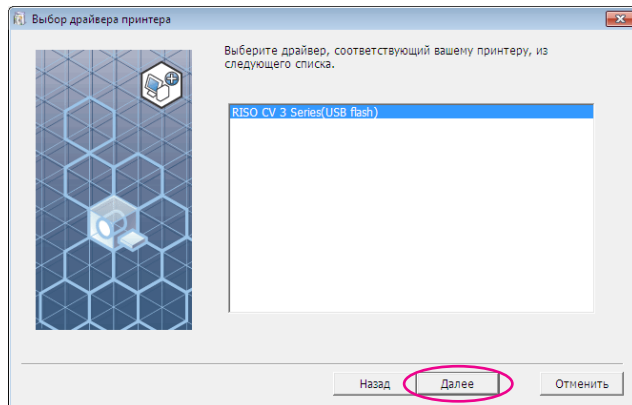 Выбор драйвера принтера
Выберите драйвер, соответствующий вашему принтеру, из
следующего списка.
RISO CV 3 Series(USB flash)
Назад
Далее
Отменить